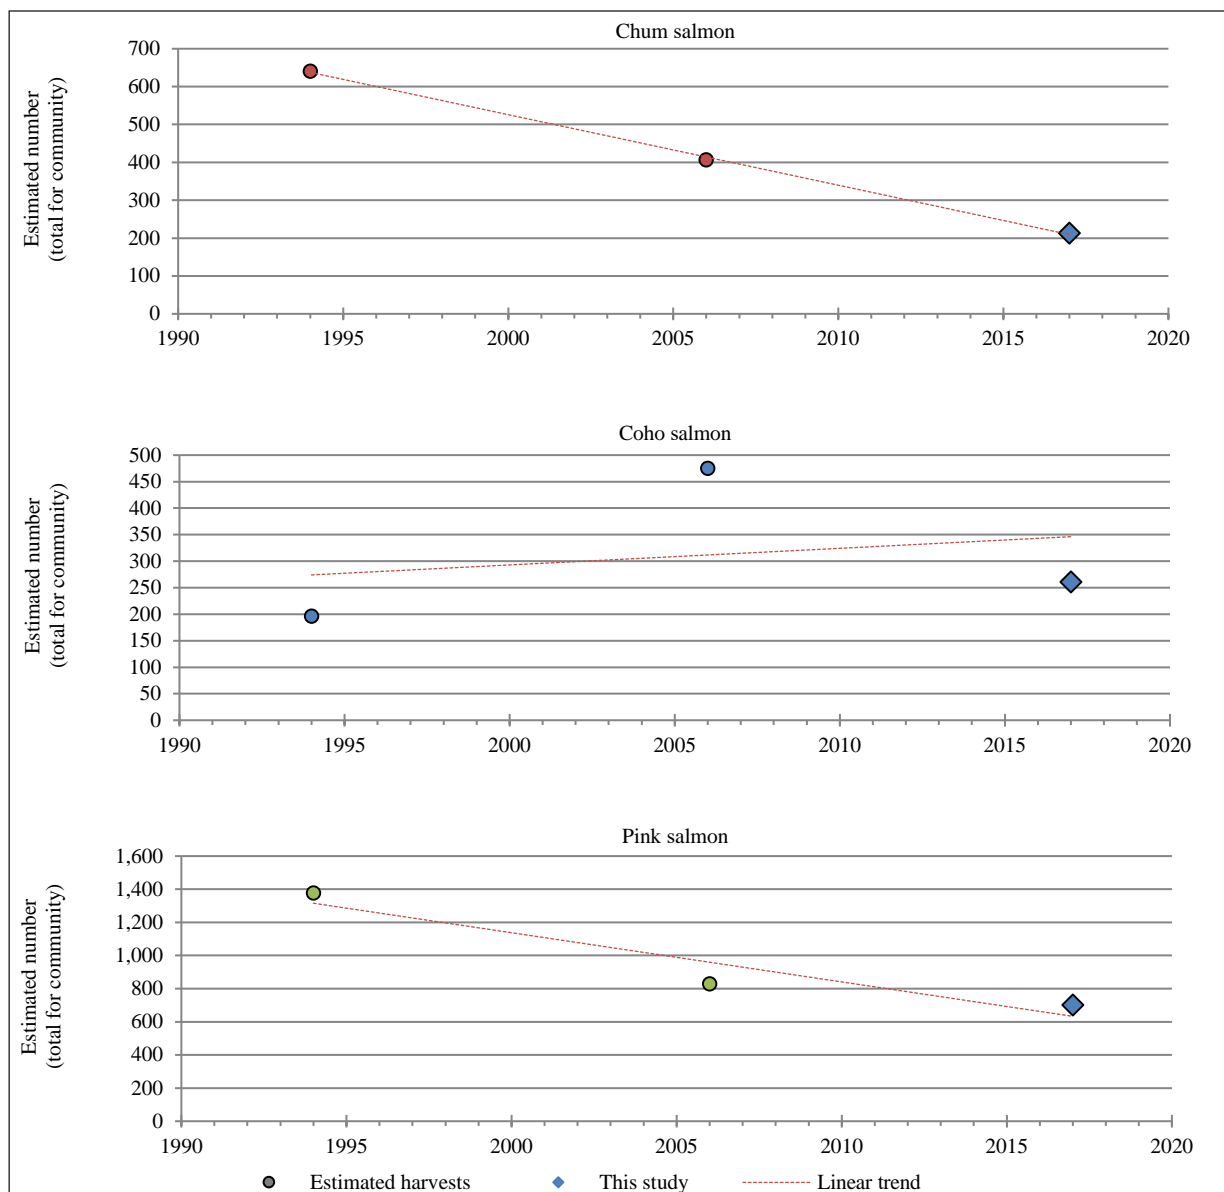 Chum salmon
Estimated number
(total for community)
700
600
500
400
300
200
100
0
1990 1995 2000 2005 2010 2015 2020
Coho salmon
Estimated number
(total for community)
500
450
400
350
300
250
200
150
100
50
0
1990 1995 2000 2005 2010 2015 2020
Pink salmon
Estimated number
(total for community)
1,600
1,400
1,200
1,000
800
600
400
200
0
1990 1995 2000 2005 2010 2015 2020
Estimated harvests This study Linear trend